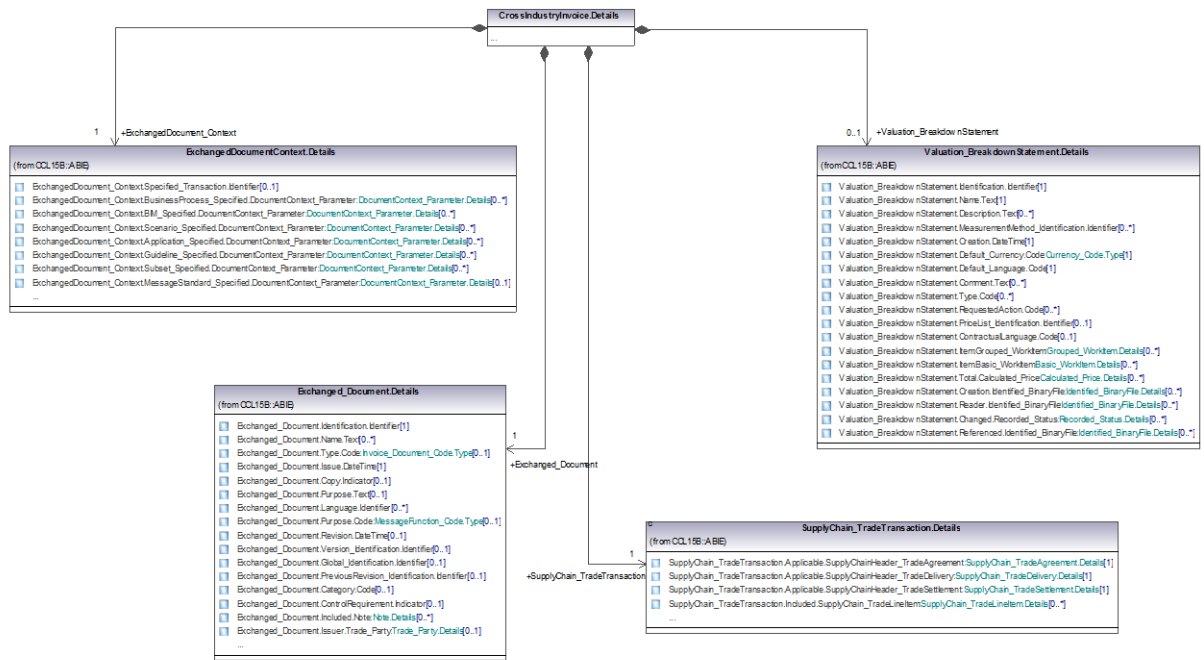 CrossIndustryInvoice.Details
...
1
+ExchangedDocument_Context
0..1
+Valuation_BreakdownStatement
ExchangedDocumentContext.Details
(from CCL15B::ABIE)
ExchangedDocument_Context.Specified_Transaction.Identifier[0..1]
ExchangedDocument_Context.BusinessProcess_Specified.DocumentContext_Parameter:DocumentContext_Parameter.Details[0..*]
ExchangedDocument_Context.BIM_Specified.DocumentContext_Parameter:DocumentContext_Parameter.Details[0..*]
ExchangedDocument_Context.Scenario_Specified.DocumentContext_Parameter:DocumentContext_Parameter.Details[0..*]
ExchangedDocument_Context.Application_Specified.DocumentContext_Parameter:DocumentContext_Parameter.Details[0..*]
ExchangedDocument_Context.Guideline_Specified.DocumentContext_Parameter:DocumentContext_Parameter.Details[0..*]
ExchangedDocument_Context.Subset_Specified.DocumentContext_Parameter:DocumentContext_Parameter.Details[0..*]
ExchangedDocument_Context.MessageStandard_Specified.DocumentContext_Parameter:DocumentContext_Parameter.Details[0..1]
...
Valuation_BreakdownStatement.Details
(from CCL15B::ABIE)
Valuation_BreakdownStatement.Identification.Identifier[1]
Valuation_BreakdownStatement.Name.Text[1]
Valuation_BreakdownStatement.Description.Text[0..*]
Valuation_BreakdownStatement.MeasurementMethod_Identification.Identifier[0..*]
Valuation_BreakdownStatement.Creation.DateTime[1]
Valuation_BreakdownStatement.Default_Currency.Code:Currency_Code.Type[1]
Valuation_BreakdownStatement.Default_Language.Code[1]
Valuation_BreakdownStatement.Comment.Text[0..*]
Valuation_BreakdownStatement.Type.Code[0..*]
Valuation_BreakdownStatement.RequestedAction.Code[0..*]
Valuation_BreakdownStatement.PriceList_Identification.Identifier[0..1]
Valuation_BreakdownStatement.ContractualLanguage.Code[0..1]
Valuation_BreakdownStatement.ItemGrouped_WorkItem:Grouped_WorkItem.Details[0..*]
Valuation_BreakdownStatement.ItemBasic_WorkItem:Basic_WorkItem.Details[0..*]
Valuation_BreakdownStatement.Total.Calculated_Price:Calculated_Price.Details[0..*]
Valuation_BreakdownStatement.Creation.Identified_BinaryFile:Identified_BinaryFile.Details[0..*]
Valuation_BreakdownStatement.Reader.Identified_BinaryFile:Identified_BinaryFile.Details[0..*]
Valuation_BreakdownStatement.Changed.Recorded_Status:Recorded_Status.Details[0..*]
Valuation_BreakdownStatement.Referenced.Identified_BinaryFile:Identified_BinaryFile.Details[0..*]
Exchanged_Document.Details
(from CCL15B::ABIE)
Exchanged_Document.Identification.Identifier[1]
Exchanged_Document.Name.Text[0..*]
Exchanged_Document.Type.Code:Invoice_Document_Code.Type[0..1]
Exchanged_Document.Issue.DateTime[1]
Exchanged_Document.Copy.Indicator[0..1]
Exchanged_Document.Purpose.Text[0..1]
Exchanged_Document.Language.Identifier[0..*]
Exchanged_Document.Purpose.Code:MessageFunction_Code.Type[0..1]
Exchanged_Document.Revision.DateTime[0..1]
Exchanged_Document.Version_Identification.Identifier[0..1]
Exchanged_Document.Global_Identification.Identifier[0..1]
Exchanged_Document.PreviousRevision_Identification.Identifier[0..1]
Exchanged_Document.Category.Code[0..1]
Exchanged_Document.ControlRequirement.Indicator[0..1]
Exchanged_Document.Included.Note:Note.Details[0..*]
Exchanged_Document.Issuer.Trade_Party:Trade_Party.Details[0..1]
...
1
+Exchanged_Document
1
+SupplyChain_TradeTransaction
SupplyChain_TradeTransaction.Details
(from CCL15B::ABIE)
SupplyChain_TradeTransaction.Applicable.SupplyChainHeader_TradeAgreement:SupplyChain_TradeAgreement.Details[1]
SupplyChain_TradeTransaction.Applicable.SupplyChainHeader_TradeDelivery:SupplyChain_TradeDelivery.Details[1]
SupplyChain_TradeTransaction.Applicable.SupplyChainHeader_TradeSettlement:SupplyChain_TradeSettlement.Details[1]
SupplyChain_TradeTransaction.Included.SupplyChain_TradeLineItem:SupplyChain_TradeLineItem.Details[0..*]
...